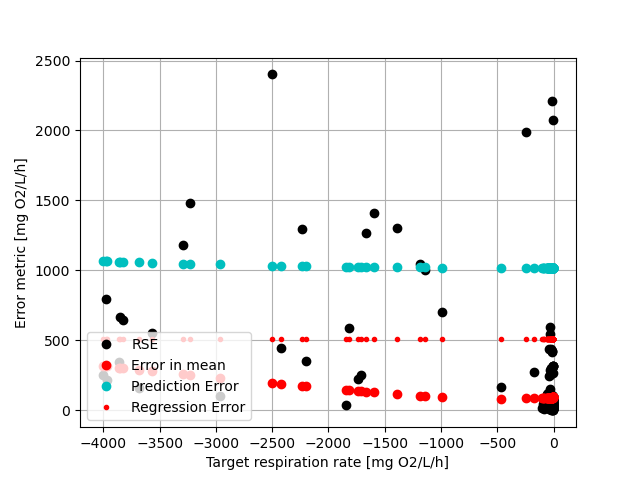 2500
2000
1500
1000
500
0
Error metric [mg O2/L/h]
RSE
Error in mean
Prediction Error
Regression Error
−4000 −3500 −3000 −2500 −2000 −1500 −1000 −500 0
Target respiration rate [mg O2/L/h]